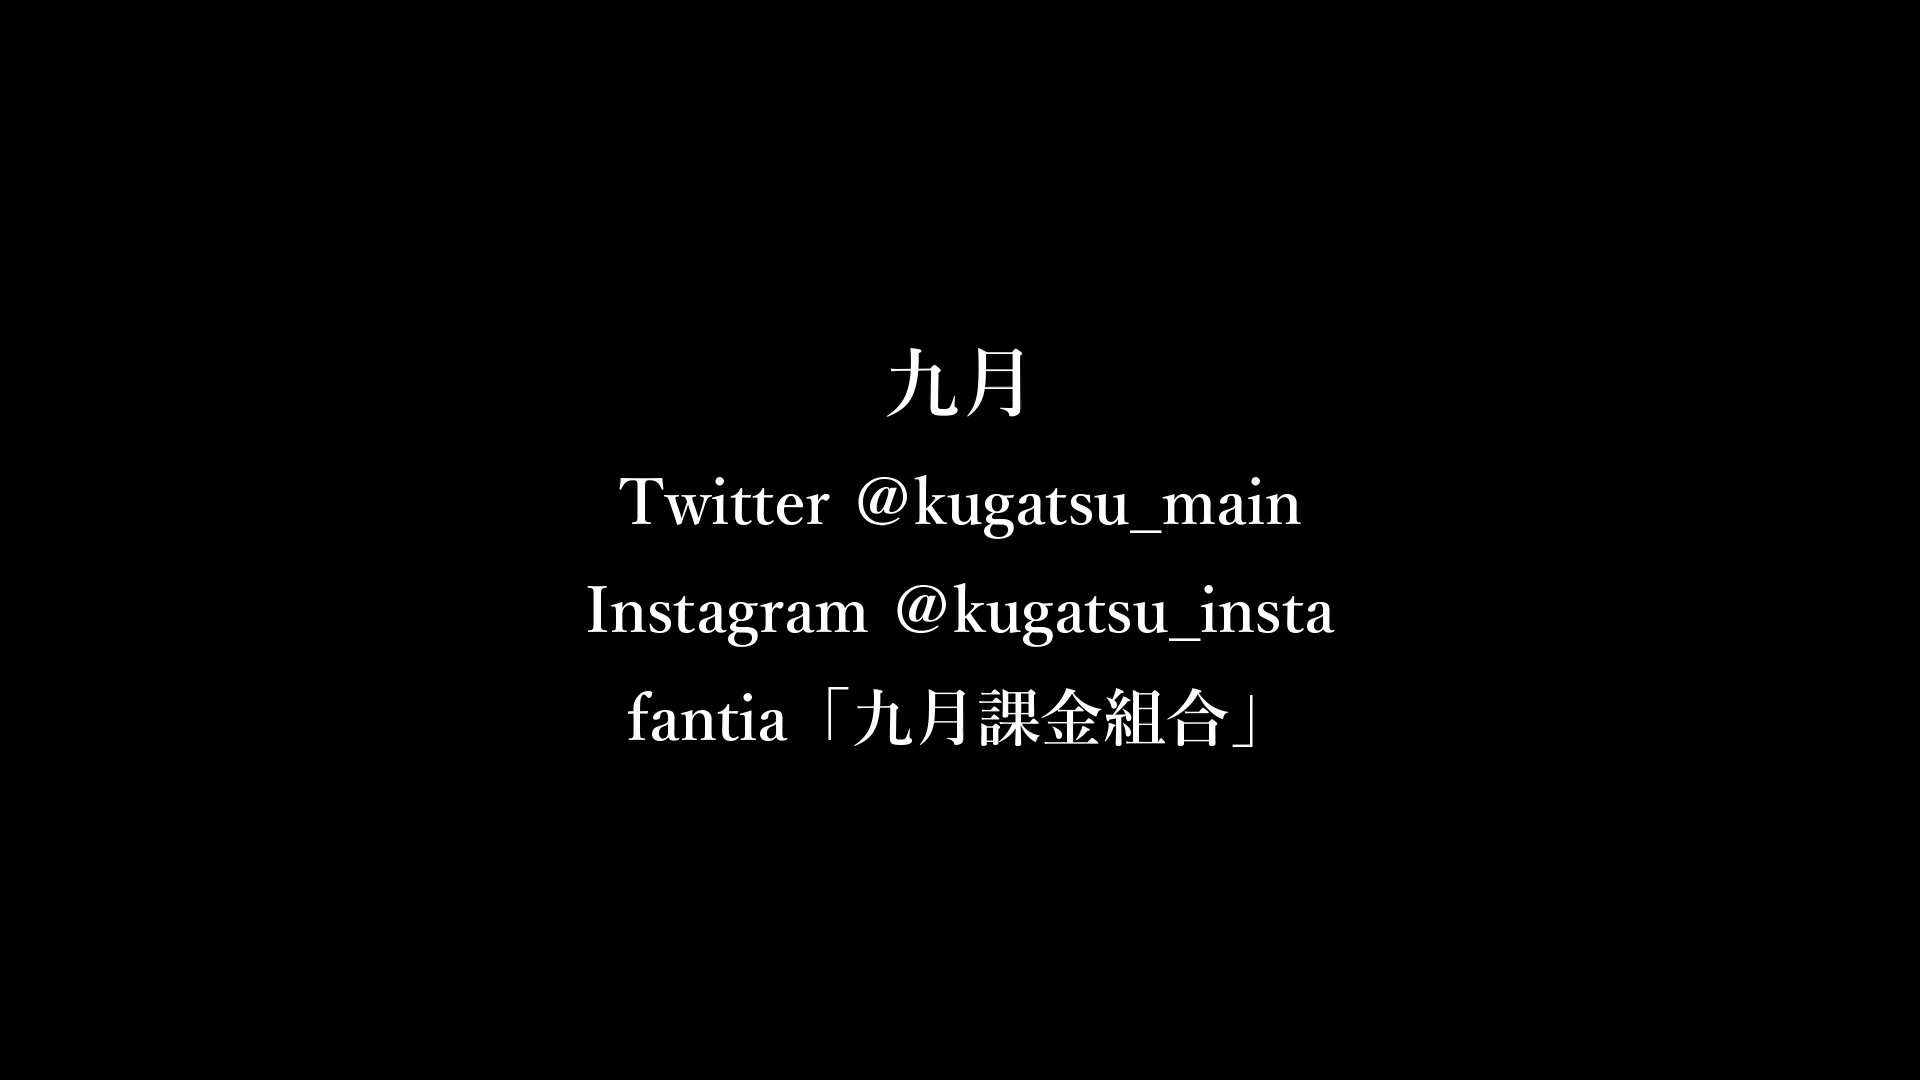 九月
Twitter @kugatsu_main
Instagram @kugatsu_insta
fantia「九月課金組合」